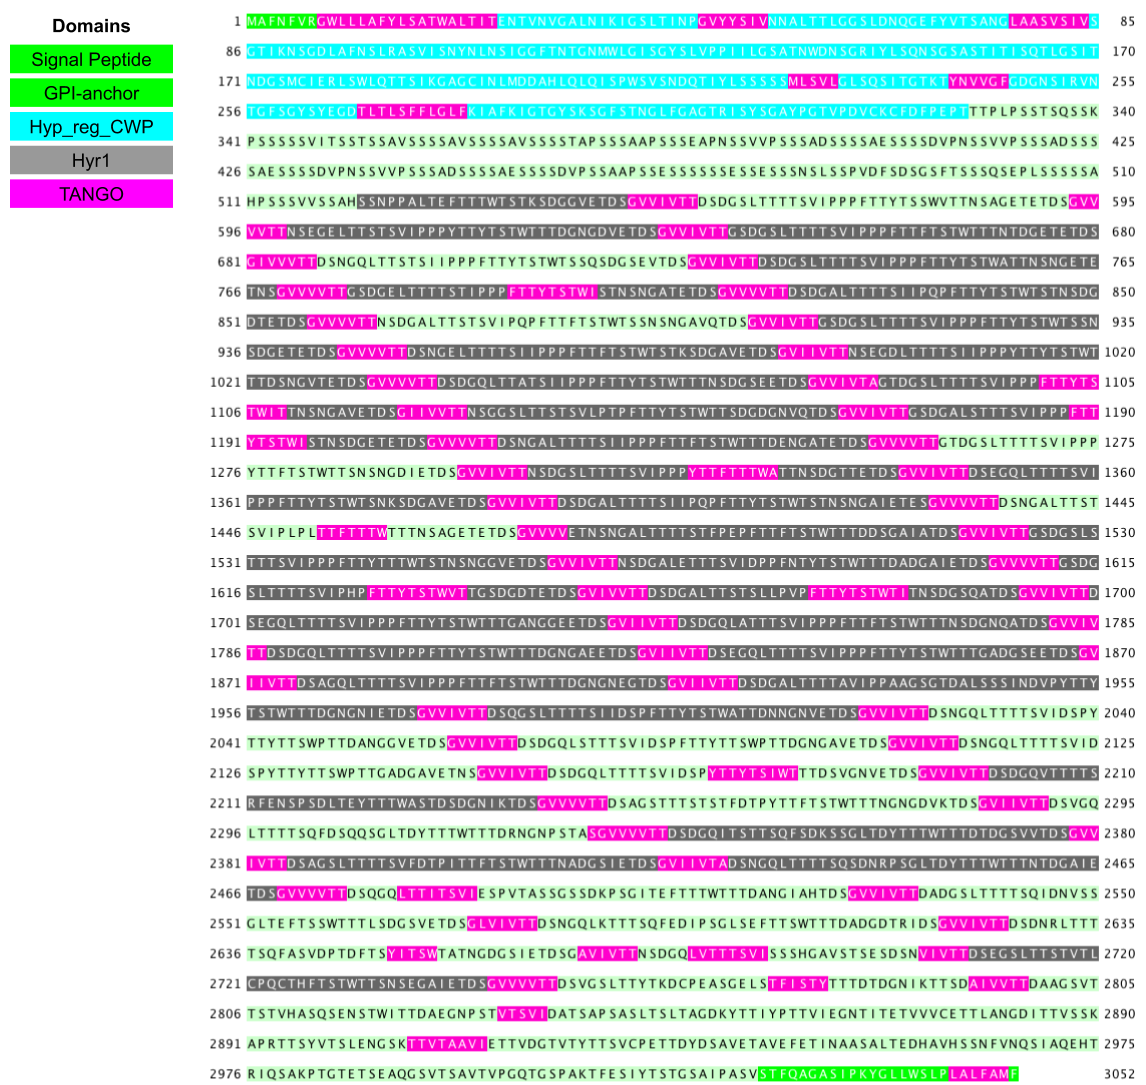 Domains
Signal Peptide
GPI-anchor
Hyp_reg_CWP
Hyr1
TANGO
1 MAFNFVRGWLLLAFYLSATWALTITENTVNVGALNIKIGSLTINPGVYYSIVNNALTTLGGSLDNQGEFYVTSANGLAASVSIVS 85
86 GTIKNSGDLAFNSLRASVISNYNLNSIGGFTNTGNMWLGISGYSLVPPIILGSATNWDNSGRIYLSQNSGSASTITISQTLGSIT 170
171 NDGSMCIERLSWLQTTSIKGAGCINLMDDAHLQLQISPWSVSNDQTIYLSSSSSMLSVLGLSQSITGTKTYNVVGFGDGNSIRVN 255
256 TGFSGYSYEGDTLTLSFFLGLFKIAFKIGTGYSKSGFSTNGLFGAGTRISYSGAYPGTVPDVCKCFDFPEPTTTPLPSSTSQSSK 340
341 PSSSSSVITSSTSSAVSSSSAVSSSSAVSSSSSTAPSSSAAPSSSEAPNSSVVPSSSADSSSSAESSSSDVPNSSVVPSSSADSSS 425
426 SAESSSSDVPNSSVVPSSSADSSSSAESSSSDVPSSAAPSSESSSSSSESSESSSNSLSSPVDFSDSGSFTSSSQSEPLSSSSSA 510
511 HPSSSVVSSAHSSNPPALTEFTTTWTSTKSDGGVETDSGVVIVTTDSDGSLTTTTSVIPPPFTTYTSSWVTTNSAGETETDSGVV 595
596 VVTTNSEGELTTSTSVIPPPYTTYTSTWTTTDGNGDVETDSGVVIVTTGSDGSLTTTTSVIPPPFTTFTSTWTTTNTDGETETDS 680
681 GIVVVTTDSNGQLTTSTSIIPPPFTTYTSTWTSSQSDGSEVTDSGVVIVTTDSDGSLTTTTSVIPPPFTTYTSTWATTNSNGETE 765
766 TNSGVVVVTTGSDGELTTTTSTIPPPFTTYTSTWISTNSNGATETDSGVVVVTTDSDGALTTTTSIIPQPFTTYTSTWTSTNSDG 850
851 DTETDSGVVVVTTNSDGALTTSTSVIPQPFTTFTSTWTSSNSNGAVQTDSGVVIVTTGSDGSLTTTTSVIPPPFTTYTSTWTSSN 935
936 SDGETETDSGVVVVTTDSNGELTTTTSIIPPPFTTFTSTWTSTKSDGAVETDSGVIIVTTNSEGDLTTTTSIIPPPYTTYTSTWT 1020
1021 TTDSNGVTETDSGVVVVTTDSDGQLTTATSIIPPPFTTYTSTWTTTNSDGSEETDSGVVIVTAGTDGSLTTTTSVIPPPFTTYTS 1105
1106 TWITTNSNGAVETDSGIIVVTTNSGGSLTTSTSVLPTPFTTYTSTWTTSDGDGNVQTDSGVVIVTTGSDGALSTTTSVIPPPFTT 1190
1191 YTSTWISTNSDGETETDSGVVVVTTDSNGALTTTTSIIPPPFTTFTSTWTTTDENGATETDSGVVVVTTGTDGSLTTTTSVIPPP 1275
1276 YTTFTSTWTTSNSNGDIETDSGVVIVTTNSDGSLTTTTSVIPPPYTTFTTTWATTNSDGTTETDSGVVIVTTDSEGQLTTTTSVI 1360
1361 PPPFTTYTSTWTSNKSDGAVETDSGVVIVTTDSDGALTTTTSIIPQPFTTYTSTWTSTNSNGAIETESGVVVVTTDSNGALTTST 1445
1446 SVIPLPLTTFTTTWTTTNSAGETETDSGVVVVETNSNGALTTTTSTFPEPFTTFTSTWTTTDDSGAIATDSGVVIVTTGSDGSLS 1530
1531 TTTSVIPPPFTTYTTTWTSTNSNGGVETDSGVVIVTTNSDGALETTTSVIDPPFNTYTSTWTTTDADGAIETDSGVVVVTTGSDG 1615
1616 SLTTTTSVIPHPFTTYTSTWVTTGSDGDTETDSGVIVVTTDSDGALTTSTSLLPVPFTTYTSTWTITNSDGSQATDSGVVIVTTD 1700
1701 SEGQLTTTTSVIPPPFTTYTSTWTTTGANGGEETDSGVIIVTTDSDGQLATTTSVIPPPFTTFTSTWTTTNSDGNQATDSGVVIV 1785
1786 TTDSDGQLTTTTSVIPPPFTTYTSTWTTTDGNGAEETDSGVIIVTTDSEGQLTTTTSVIPPPFTTYTSTWTTTGADGSEETDSGV 1870
1871 IIVTTDSAGQLTTTTSVIPPPFTTFTSTWTTTDGNGNEGTDSGVIIVTTDSDGALTTTTAVIPPAAGSGTDALSSSINDVPYTTY 1955
1956 TSTWTTTDGNGNIETDSGVVIVTTDSQGSLTTTTSIIDSPFTTYTSTWATTDNNGNVETDSGVVIVTTDSNGQLTTTTSVIDSPY 2040
2041 TTYTTSWPTTDANGGVETDSGVVIVTTDSDGQLSTTTSVIDSPFTTYTTSWPTTDGNGAVETDSGVVIVTTDSNGQLTTTTSVID 2125
2126 SPYTTYTTSWPTTGADGAVETNSGVVIVTTDSDGQLTTTTSVIDSPYTTYTSIWTTTDSVGNVETDSGVVIVTTDSDGQVTTTTS 2210
2211 RFENSPSDLTEYTTTWASTDSDGNIKTDSGVVVVTTDSAGSTTTSTSTFDTPYTTFTSTWRTTNGNGDVKTDSGVIIVTTDSVGQ 2295
2296 LTTTTSQFDSQQSGLTDYTTTWTTTDRNGNPSTASGVVVVTTDSDGQITSTTSQFSDKSSGLTDYTTTWTTTDTDGSVVTDSGVV 2380
2381 IVTTDSAGSLTTTTSVFDTPITTFTSTWTTTNADGSIETDSGVIIVTADSNGQLTTTTSQSDNRPSGLTDYTTTWTTTNTDGAIE 2465
2466 TDSGVVVVTTDSQGQLTTITSVIESPVTASSGSSDKPSGITEFTTTWTTTDANGIAHTDSGVVIVTTDADGSLTTTTSQIDNVSS 2550
2551 GLTEFTSSWTTTLSDGSVETDSGLVIVTTDSNGQLKTTTSQFEDIPSGLSEFTTSWTTTDADGDTRIDSGVVIVTTDSDNRLTTT 2635
2636 TSQFASVDPTDFTSYITSWTATNGDGSIETDSGAVIVTTNSDGQLVTTTSVISSSHGAVSTSESDSNVIVTTDSEGSLTTSTVTL 2720
2721 CPQCTHFTSTWTTSNSEGAIETDSGVVVVTTDSVGSLTTYTKDCPEASGELSTFISTYTTTDTDGNIKTTSDAIVVTTDAAGSVT 2805
2806 TSTVHASQSENSTWITTDAEGNPSTVTSVIDATSAPSASLTSLTAGDKYTTIYPTTVIEGNTITETVVVCETTLANGDITTVSSK 2890
2891 APRTTSYVTSLENGSKTTVTAAVIETTVDGTVTYTTSVCPETTDYDSAVETAVEFETINAASALTEDHAVHSSNFVNQSIAQEHT 2975
2976 RIQSAKPTGTETSEAQGSVTSAVTVPGQTGSPAKTFESIYTSTGSAIPASVSTFQAGASIPKYGLLWSLPLALFAMF 3052